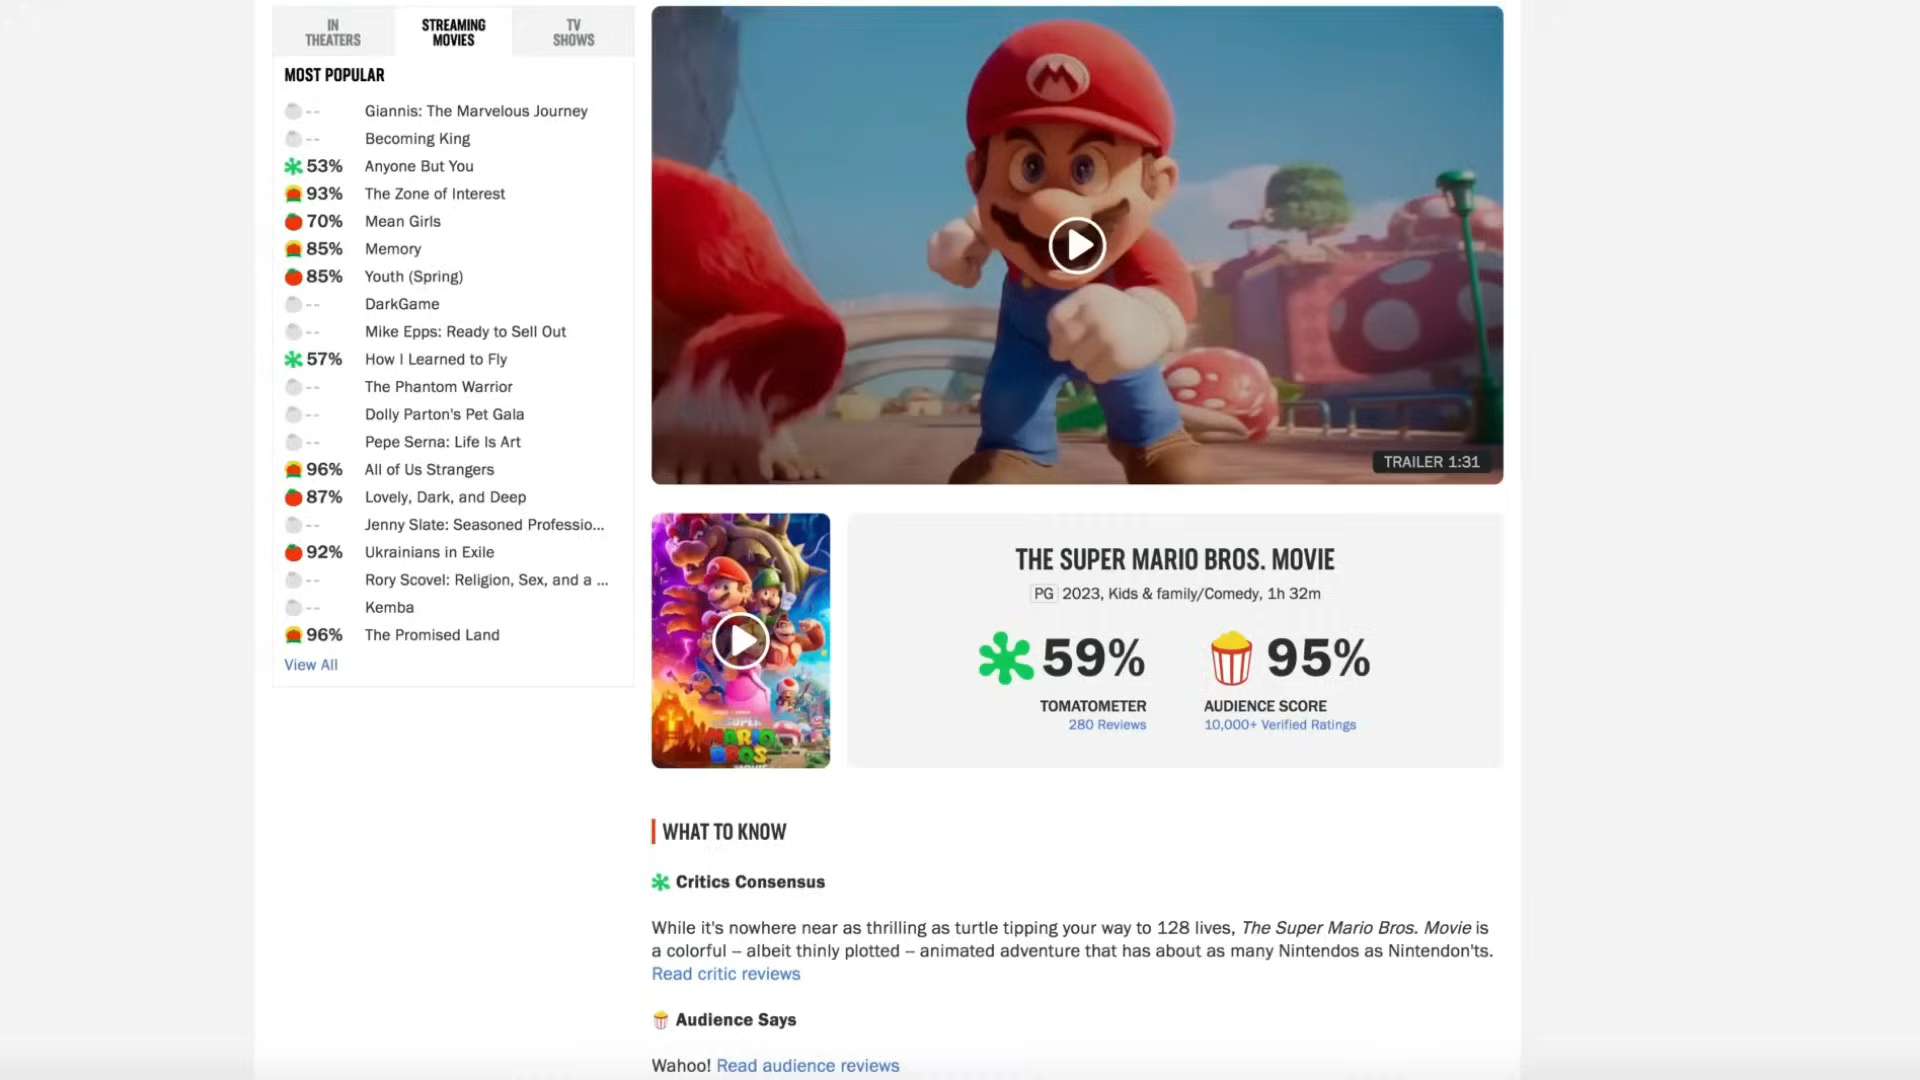 IN
THEATERS
STREAMING
MOVIES
TV
SHOWS
MOST POPULAR
-- Giannis: The Marvelous Journey
-- Becoming King
53% Anyone But You
93% The Zone of Interest
70% Mean Girls
85% Memory
85% Youth (Spring)
-- DarkGame
-- Mike Epps: Ready to Sell Out
57% How I Learned to Fly
-- The Phantom Warrior
-- Dolly Parton's Pet Gala
-- Pepe Serna: Life Is Art
96% All of Us Strangers
87% Lovely, Dark, and Deep
-- Jenny Slate: Seasoned Professio...
92% Ukrainians in Exile
-- Rory Scovel: Religion, Sex, and a ...
-- Kemba
96% The Promised Land
View All
M
TRAILER 1:31
THE SUPER
MARIO
BROS.
MOVIE
THE SUPER MARIO BROS. MOVIE
PG 2023, Kids & family/Comedy, 1h 32m
59% 95%
TOMATOMETER AUDIENCE SCORE
280 Reviews 10,000+ Verified Ratings
WHAT TO KNOW
Critics Consensus
While it's nowhere near as thrilling as turtle tipping your way to 128 lives, The Super Mario Bros. Movie is
a colorful – albeit thinly plotted – animated adventure that has about as many Nintendos as Nintendon'ts.
Read critic reviews
Audience Says
Wahoo! Read audience reviews